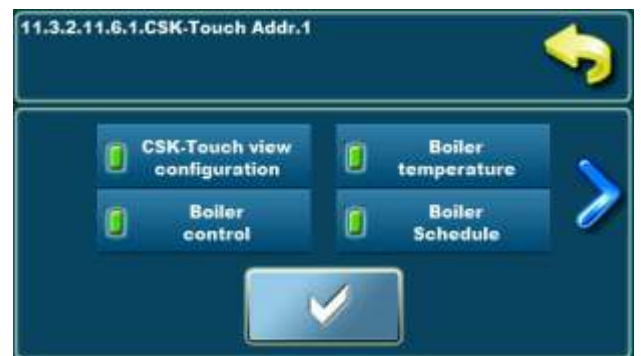 11.3.2.11.6.1.CSK-Touch Addr.1
CSK-Touch view
configuration
Boiler
temperature
Boiler
control
Boiler
Schedule